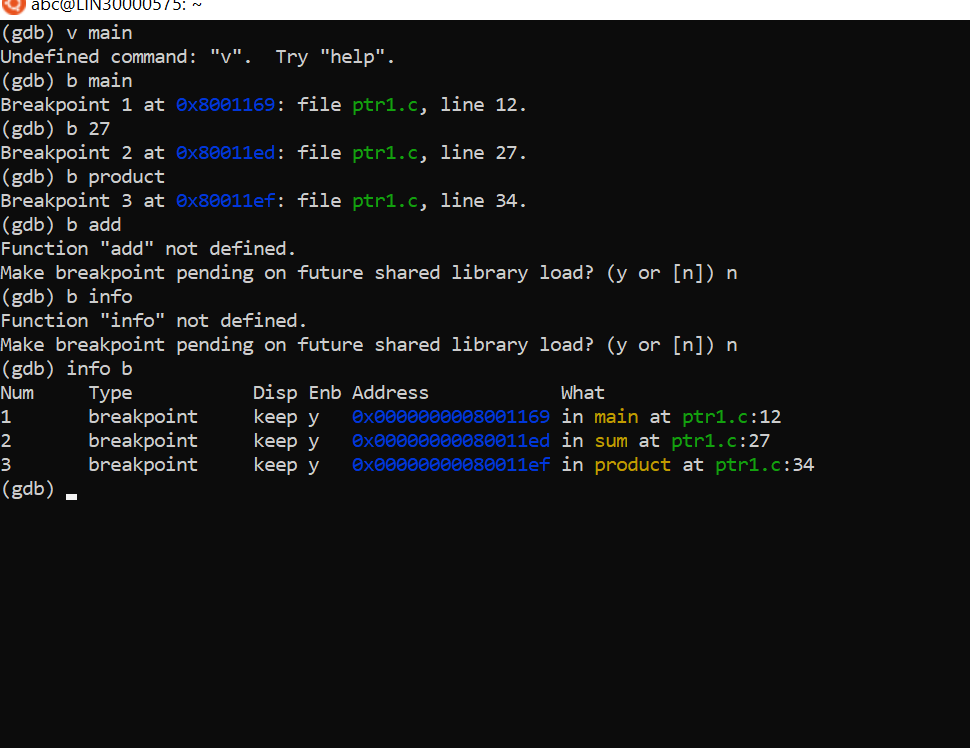 abc@LIN30000575: ~
(gdb) v main
Undefined command: "v".  Try "help".
(gdb) b main
Breakpoint 1 at 0x8001169: file ptr1.c, line 12.
(gdb) b 27
Breakpoint 2 at 0x80011ed: file ptr1.c, line 27.
(gdb) b product
Breakpoint 3 at 0x80011ef: file ptr1.c, line 34.
(gdb) b add
Function "add" not defined.
Make breakpoint pending on future shared library load? (y or [n]) n
(gdb) b info
Function "info" not defined.
Make breakpoint pending on future shared library load? (y or [n]) n
(gdb) info b
Num     Type           Disp Enb Address            What
1       breakpoint     keep y   0x0000000008001169 in main at ptr1.c:12
2       breakpoint     keep y   0x00000000080011ed in sum at ptr1.c:27
3       breakpoint     keep y   0x00000000080011ef in product at ptr1.c:34
(gdb)